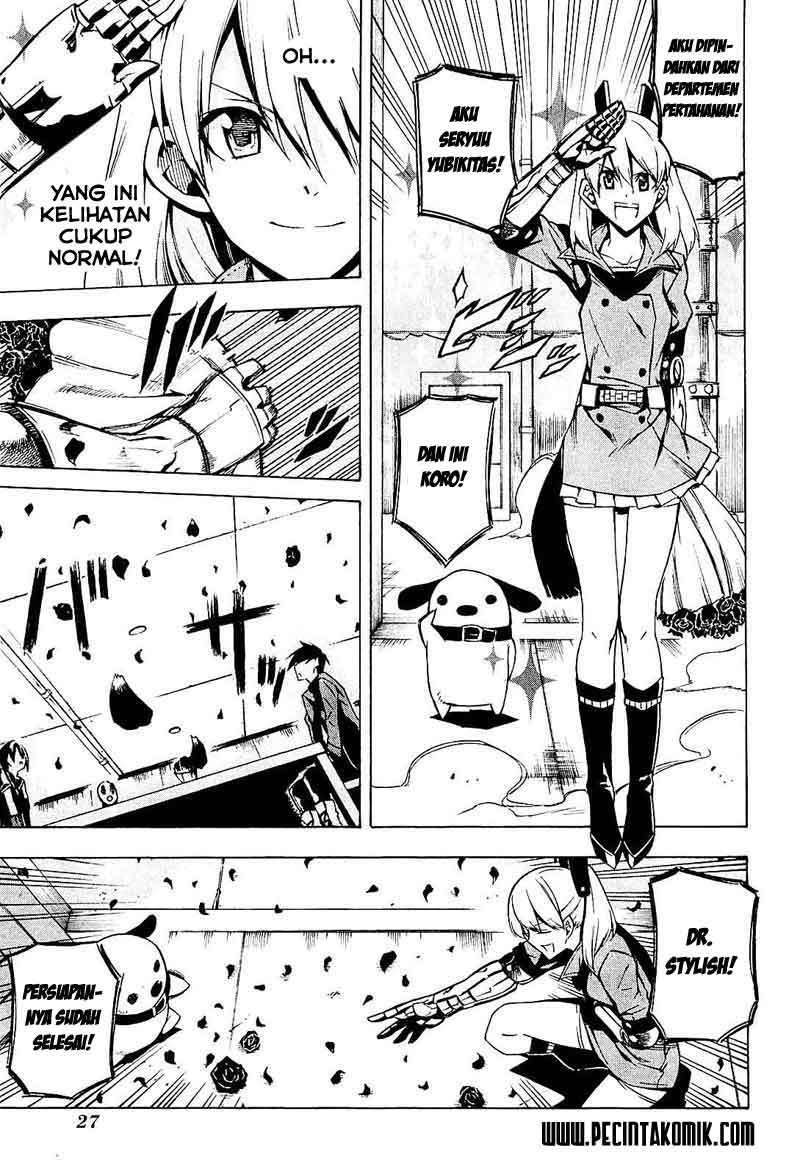 AKU DIPIN-
DAHKAN DARI
DEPARTEMEN
PERTAHANAN!
AKU
SERYUU
YUBIKITAS!
DAN INI
KORO!
OH...
YANG INI
KELIHATAN
CUKUP
NORMAL!
DR.
STYLISH!
PERSIAPAN-
NYA SUDAH
SELESAI!
27
WWW.PECINTAKOMIK.COM